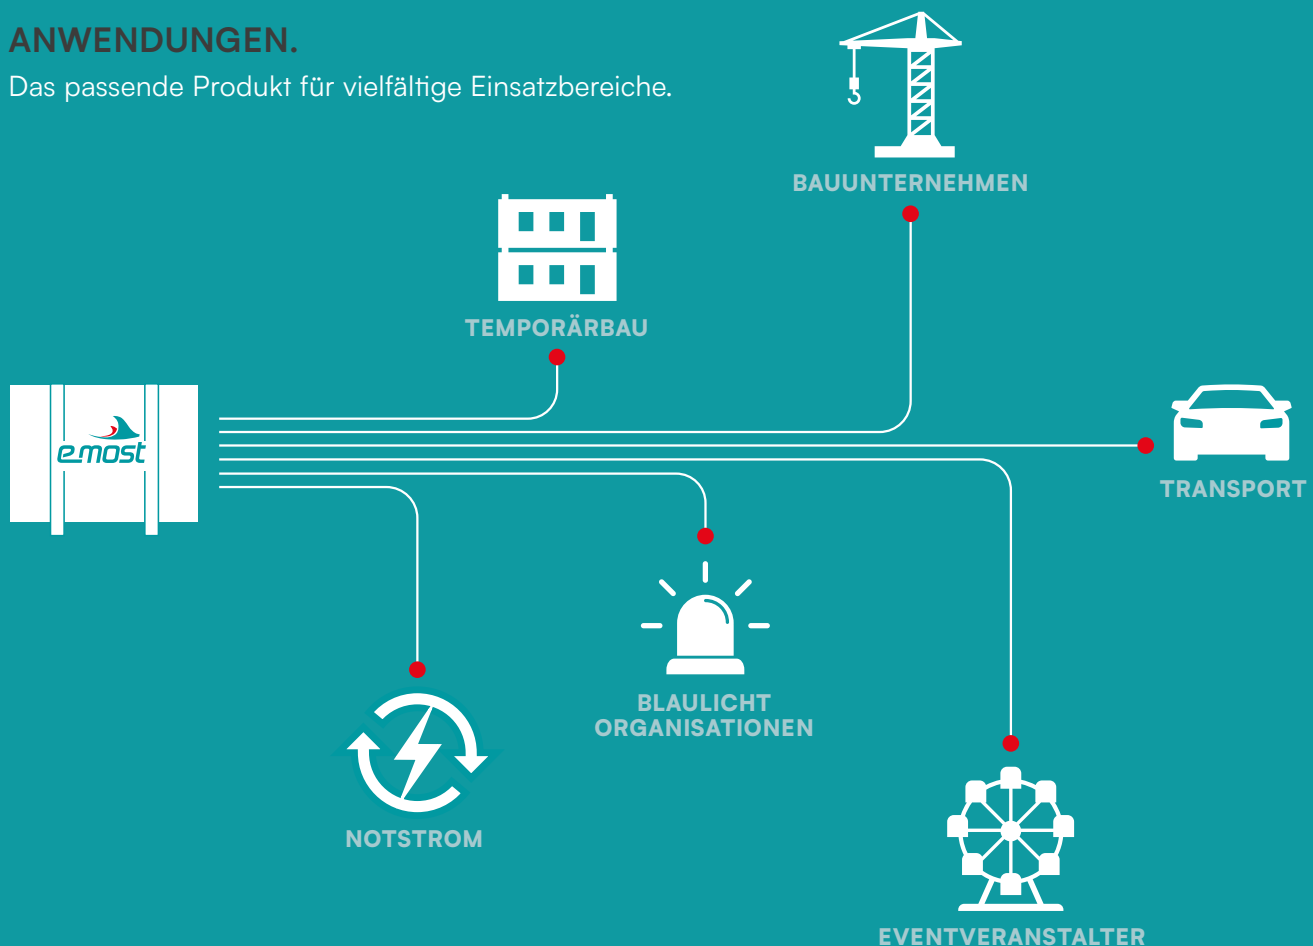 ANWENDUNGEN.
Das passende Produkt für vielfältige Einsatzbereiche.
BAUUNTERNEHMEN
TEMPORÄRBAU
e.most
TRANSPORT
BLAULICHT
ORGANISATIONEN
NOTSTROM
EVENTVERANSTALTER